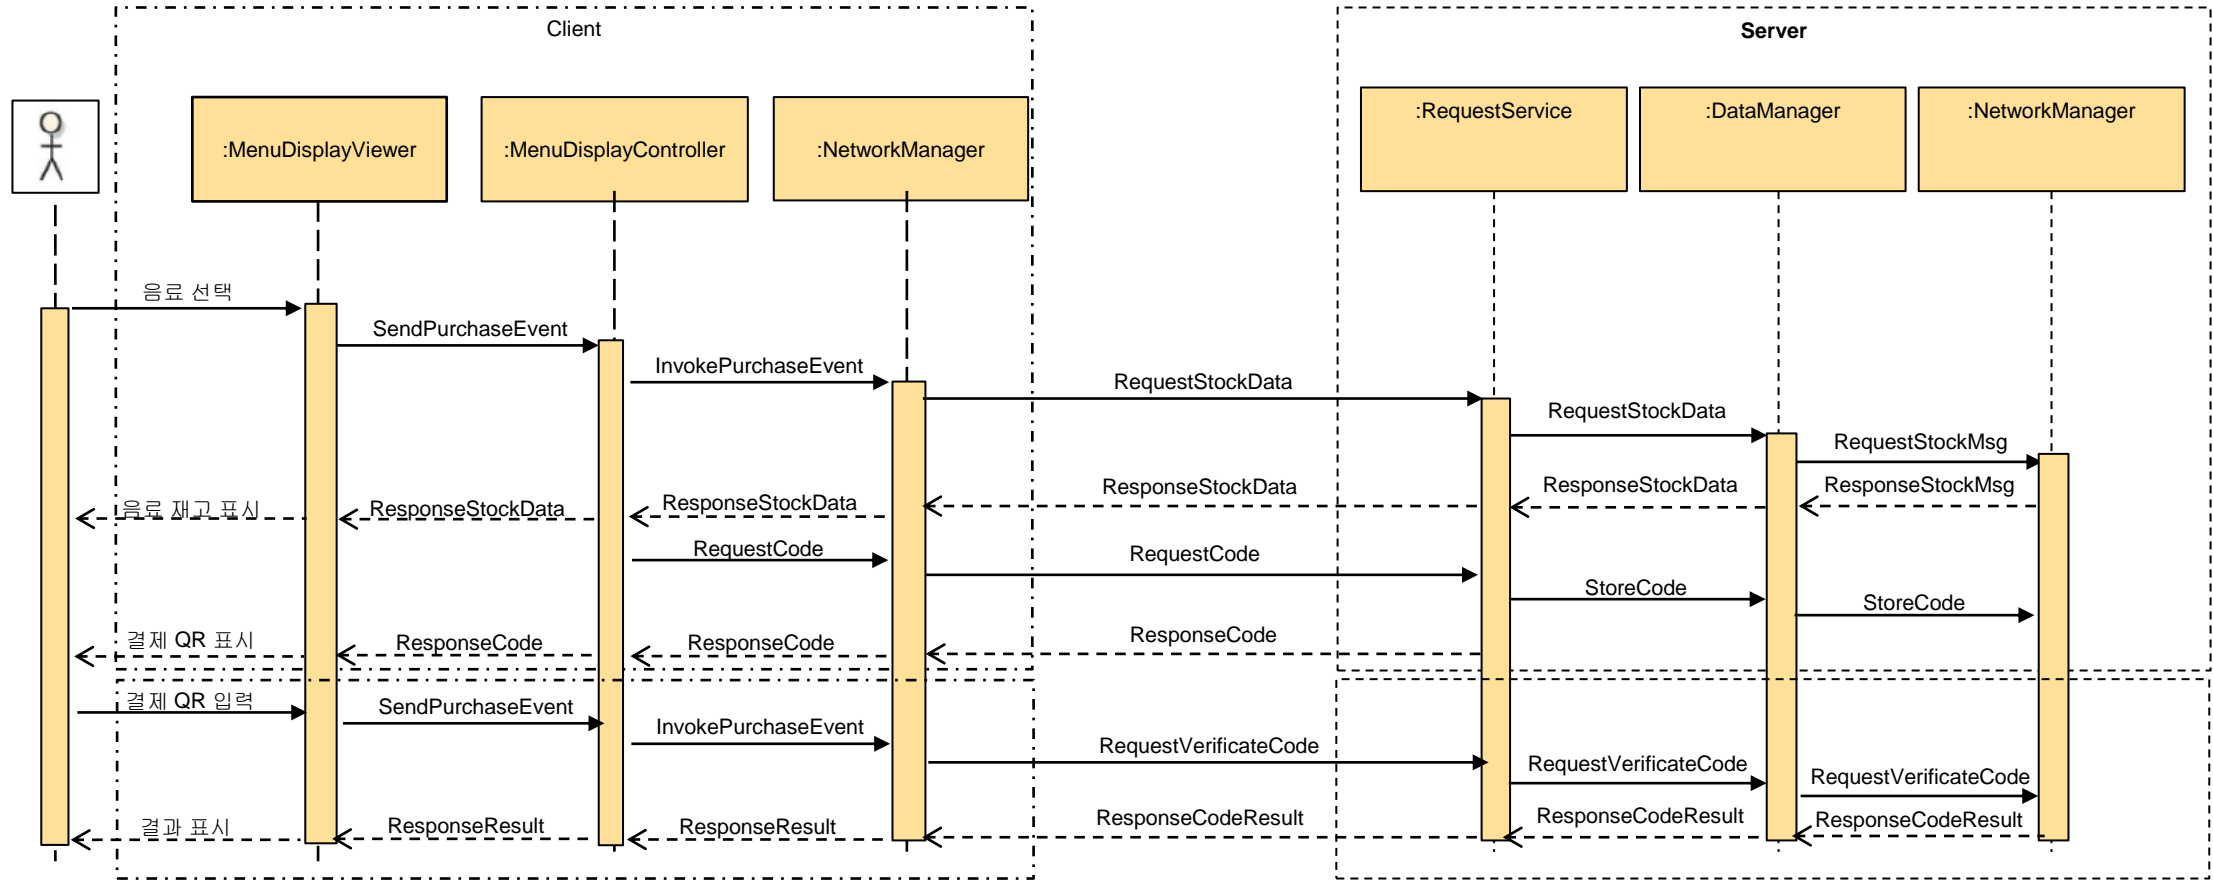 Client
Server
:MenuDisplayViewer
:MenuDisplayController
:NetworkManager
:RequestService
:DataManager
:NetworkManager
음료 선택
SendPurchaseEvent
InvokePurchaseEvent
RequestStockData
RequestStockData
RequestStockMsg
음료 재고 표시
ResponseStockData
ResponseStockData
ResponseStockData
ResponseStockData
ResponseStockMsg
RequestCode
RequestCode
StoreCode
StoreCode
결제 QR 표시
ResponseCode
ResponseCode
ResponseCode
결제 QR 입력
SendPurchaseEvent
InvokePurchaseEvent
RequestVerificateCode
RequestVerificateCode
RequestVerificateCode
결과 표시
ResponseResult
ResponseResult
ResponseCodeResult
ResponseCodeResult
ResponseCodeResult